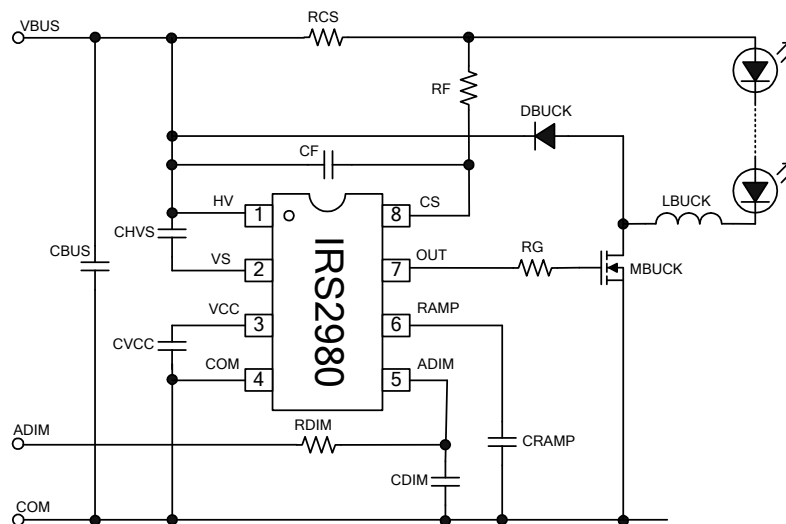 VBUS
RCS
RF
DBUCK
CF
HV
1
8
CS
CHVS
LBUCK
CBUS
VS
2
IRS2980
7
OUT
RG
MBUCK
VCC
3
6
RAMP
CVCC
COM
4
5
ADIM
ADIM
RDIM
CRAMP
CDIM
COM